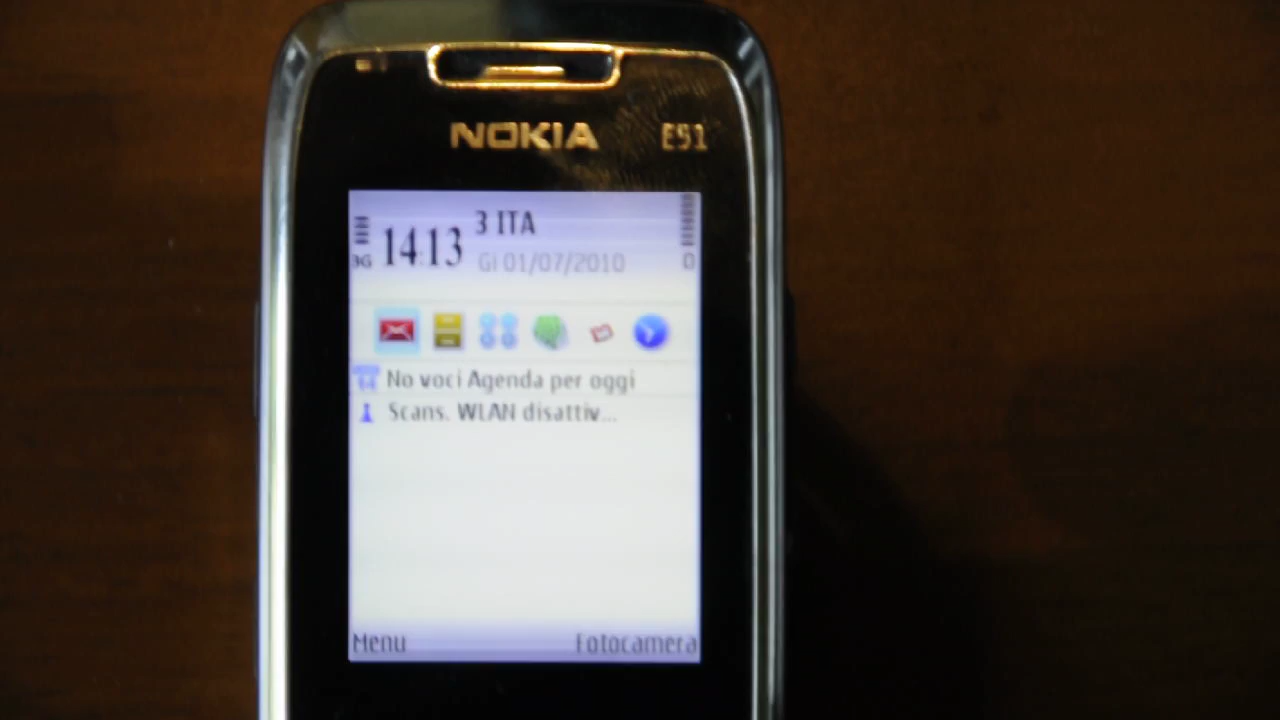 NOKIA E51
3 ITA
14:13
3G Gi 01/07/2010
No voci Agenda per oggi
Scans. WLAN disattiv...
Menu Fotocamera